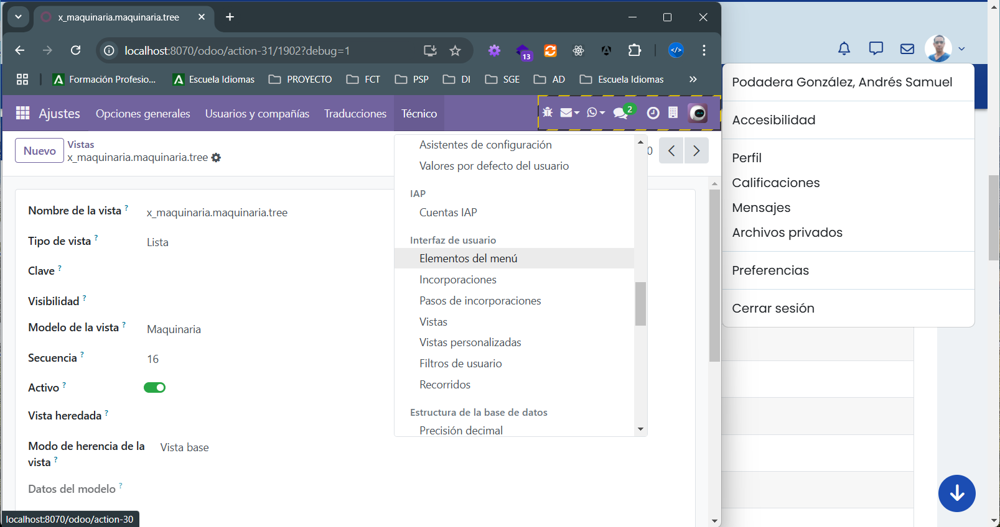 x_maquinaria.maquinaria.tree
localhost:8070/odoo/action-31/1902?debug=1
13
Formación Profesio...
Escuela Idiomas
PROYECTO
FCT
PSP
DI
SGE
AD
Escuela Idiomas
»
Ajustes
Opciones generales
Usuarios y compañías
Traducciones
Técnico
2
Nuevo
Vistas
x_maquinaria.maquinaria.tree
0
Nombre de la vista ?
x_maquinaria.maquinaria.tree
Tipo de vista ?
Lista
Clave ?
Visibilidad ?
Modelo de la vista ?
Maquinaria
Secuencia ?
16
Activo ?
Vista heredada ?
Modo de herencia de la
vista ?
Vista base
Datos del modelo ?
Asistentes de configuración
Valores por defecto del usuario
IAP
Cuentas IAP
Interfaz de usuario
Elementos del menú
Incorporaciones
Pasos de incorporaciones
Vistas
Vistas personalizadas
Filtros de usuario
Recorridos
Estructura de la base de datos
Precisión decimal
localhost:8070/odoo/action-30
Podadera González, Andrés Samuel
Accesibilidad
Perfil
Calificaciones
Mensajes
Archivos privados
Preferencias
Cerrar sesión